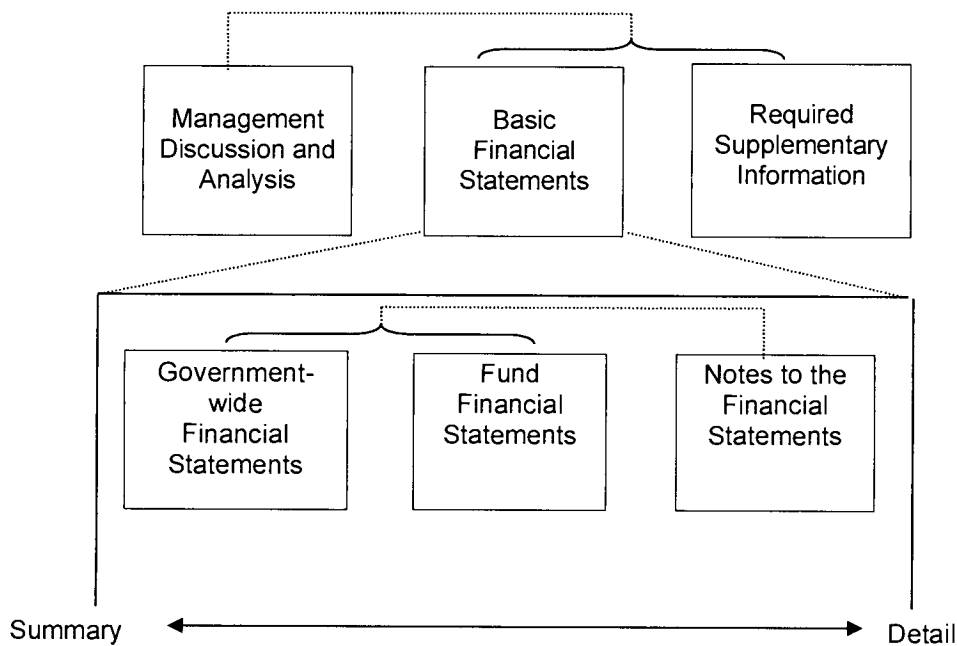 Management
Discussion and
Analysis
Basic
Financial
Statements
Required
Supplementary
Information
Government-
wide
Financial
Statements
Fund
Financial
Statements
Notes to the
Financial
Statements
Summary
Detail